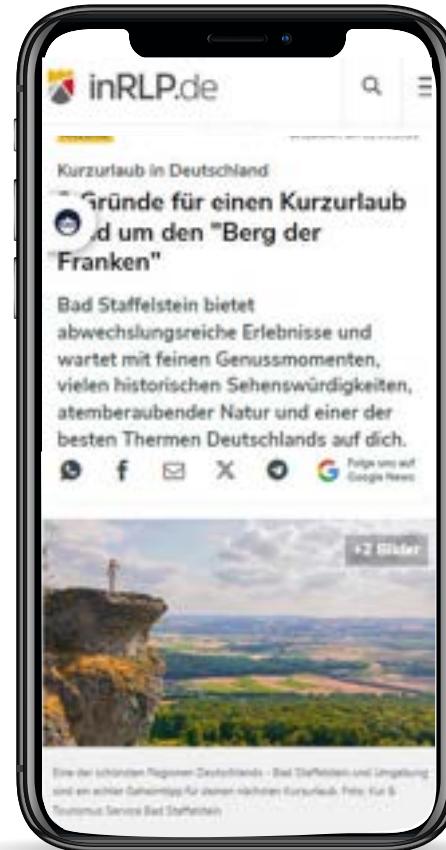 inRLP.de
Kurzurlaub in Deutschland
Gründe für einen Kurzurlaub
d um den "Berg der
Franken"
Bad Staffelstein bietet
abwechslungsreiche Erlebnisse und
wartet mit feinen Genussmomenten,
vielen historischen Sehenswürdigkeiten,
atemberaubender Natur und einer der
besten Thermen Deutschlands auf dich.
Folge uns auf
Google News
+2 Bilder
Eine der schönsten Regionen Deutschlands - Bad Staffelstein und Umgebung
sind ein echter Geheimtipp für deinen nächsten Kurzurlaub. Foto: Kur &
Tourismus Service Bad Staffelstein